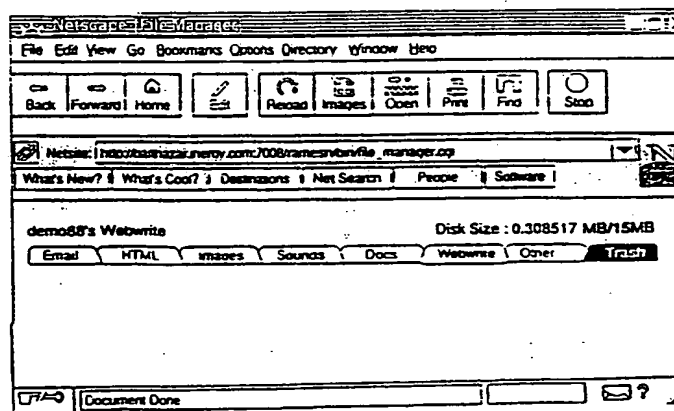 Netscape - [File Manager]
File Edit View Go Bookmarks Options Directory Window Help
Back Forward Home Edit Reload Images Open Print Find Stop
Netsite: file_manager.cgi
What's New? What's Cool? Destinations Net Search People Software
demo88's Webwrite Disk Size : 0.308517 MB/15MB
Email HTML Images Sounds Docs Webwrite Other Trash
Document Done ?